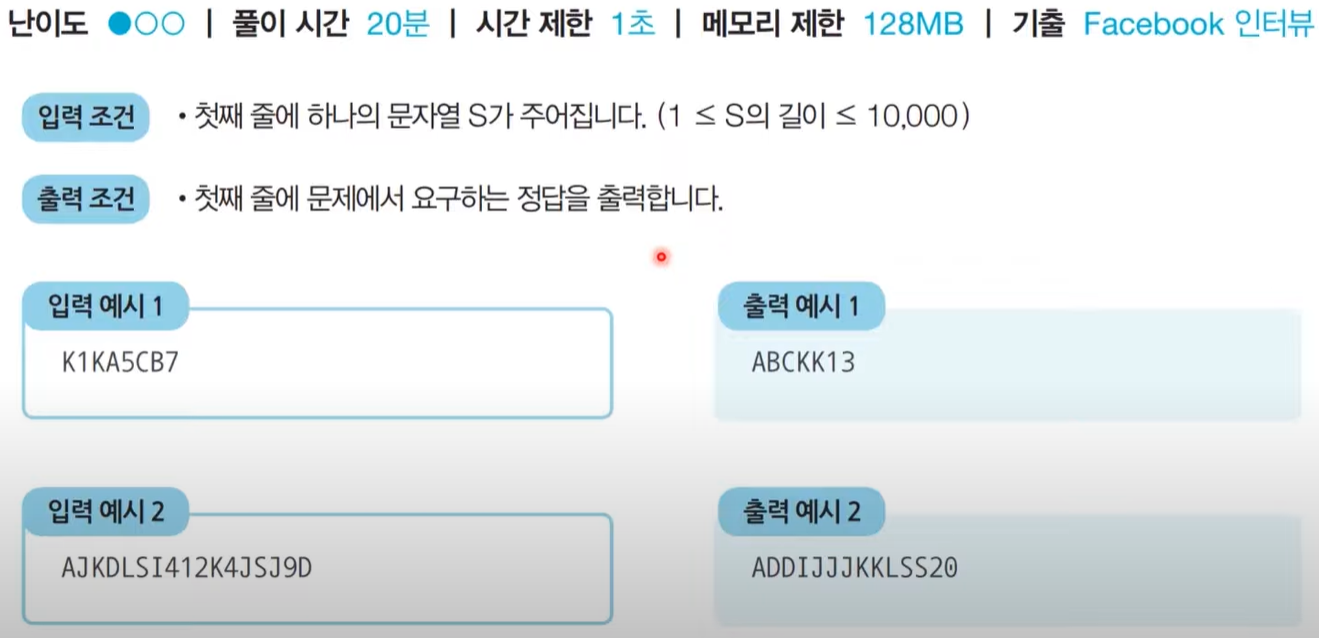 난이도 ●○○ | 풀이 시간 20분 | 시간 제한 1초 | 메모리 제한 128MB | 기출 Facebook 인터뷰
입력 조건 • 첫째 줄에 하나의 문자열 S가 주어집니다. (1 ≤ S의 길이 ≤ 10,000)
출력 조건 • 첫째 줄에 문제에서 요구하는 정답을 출력합니다.
입력 예시 1
K1KA5CB7
출력 예시 1
ABCKK13
입력 예시 2
AJKDLSI412K4JSJ9D
출력 예시 2
ADDIJJJKKLSS20